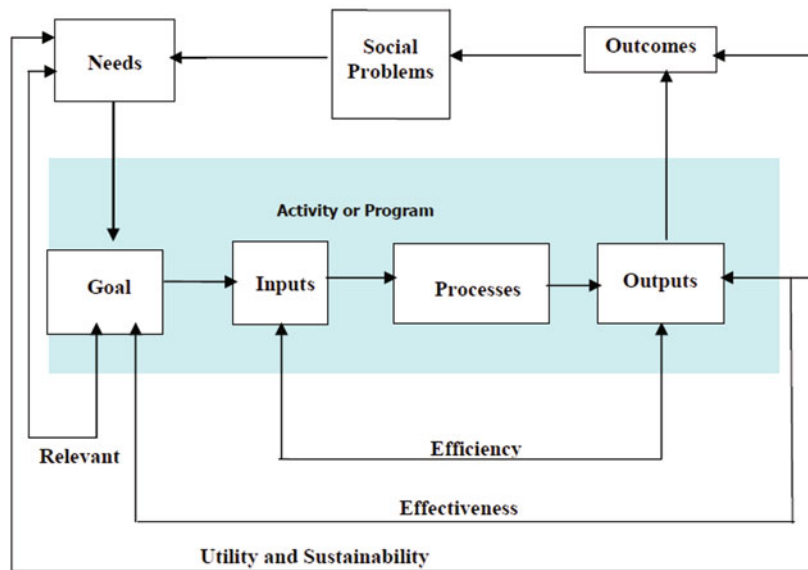 Needs
Social
Problems
Outcomes
Activity or Program
Goal
Inputs
Processes
Outputs
Relevant
Efficiency
Effectiveness
Utility and Sustainability